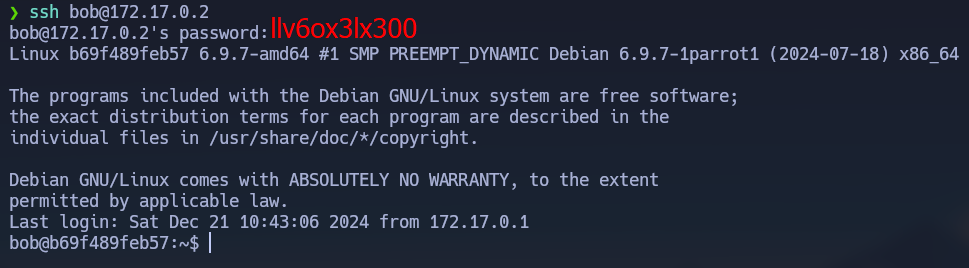 ❯ ssh bob@172.17.0.2
bob@172.17.0.2's password:llv6ox3lx300
Linux b69f489feb57 6.9.7-amd64 #1 SMP PREEMPT_DYNAMIC Debian 6.9.7-1parrot1 (2024-07-18) x86_64
The programs included with the Debian GNU/Linux system are free software;
the exact distribution terms for each program are described in the
individual files in /usr/share/doc/*/copyright.
Debian GNU/Linux comes with ABSOLUTELY NO WARRANTY, to the extent
permitted by applicable law.
Last login: Sat Dec 21 10:43:06 2024 from 172.17.0.1
bob@b69f489feb57:~$